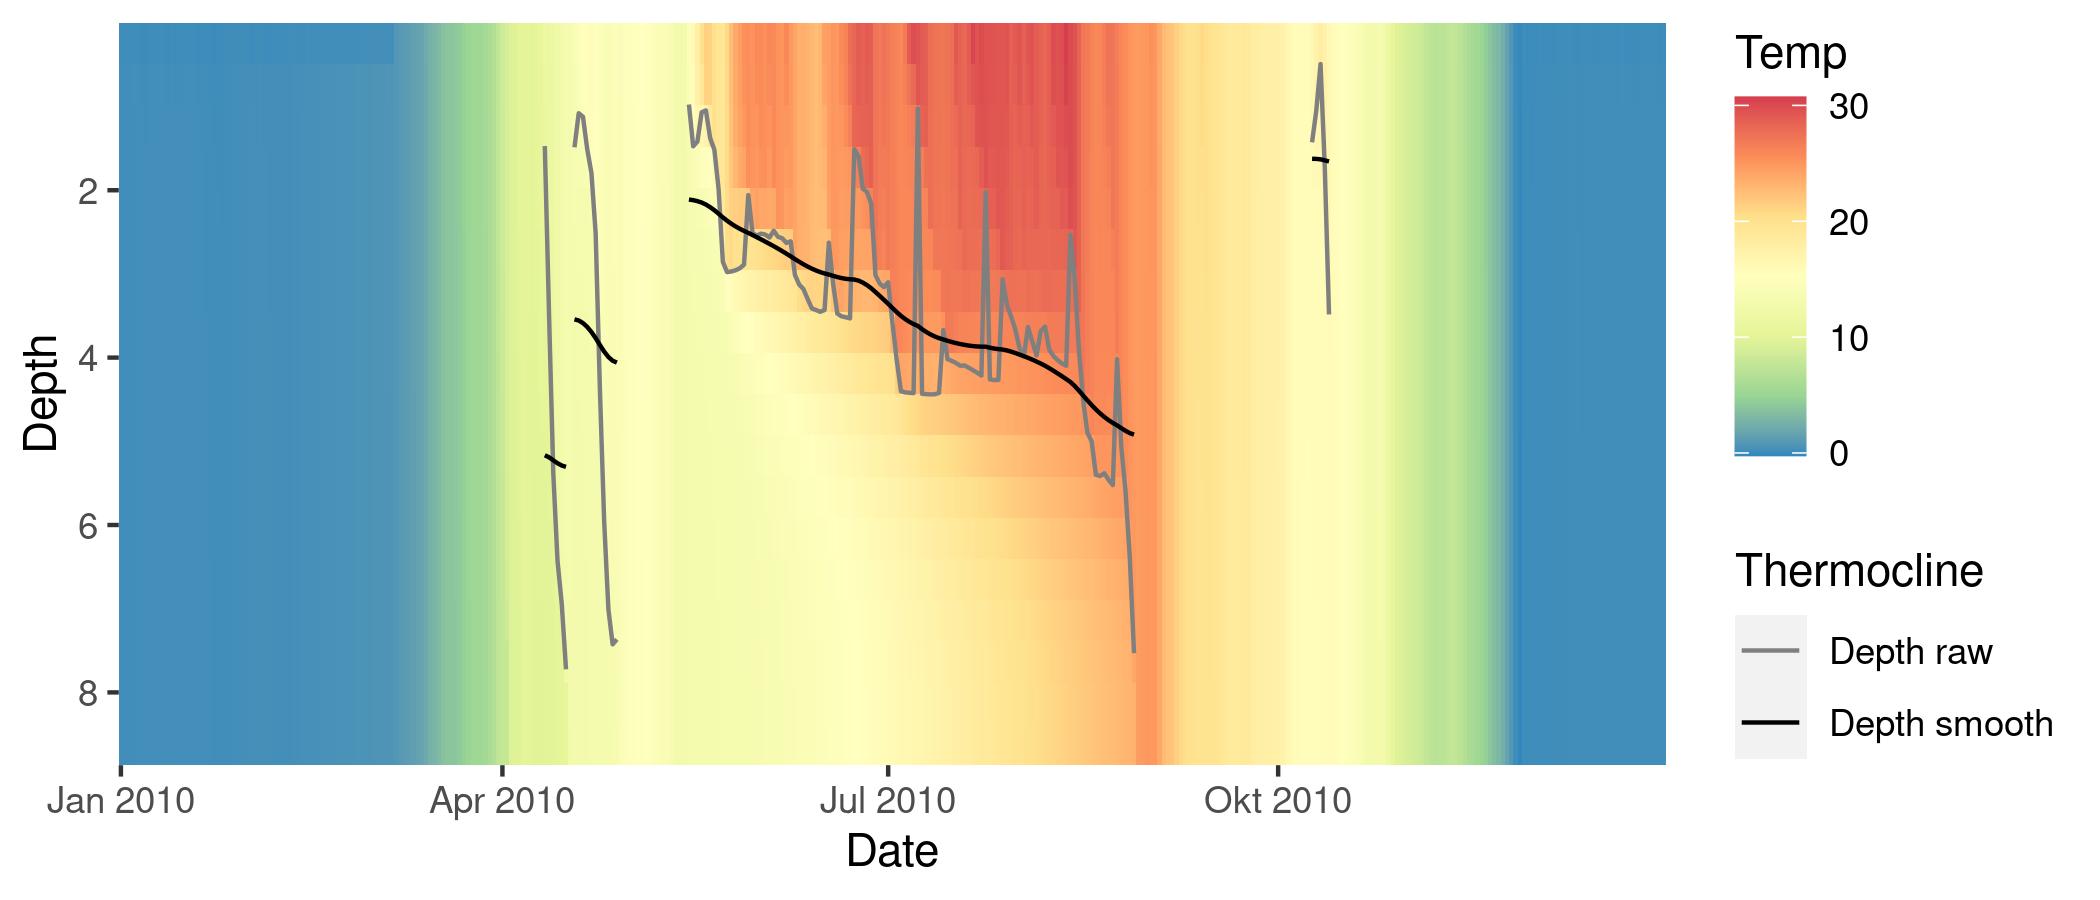 Temp
30
20
10
0
Thermocline
Depth raw
Depth smooth
Depth
2
4
6
8
Jan 2010
Apr 2010
Jul 2010
Okt 2010
Date